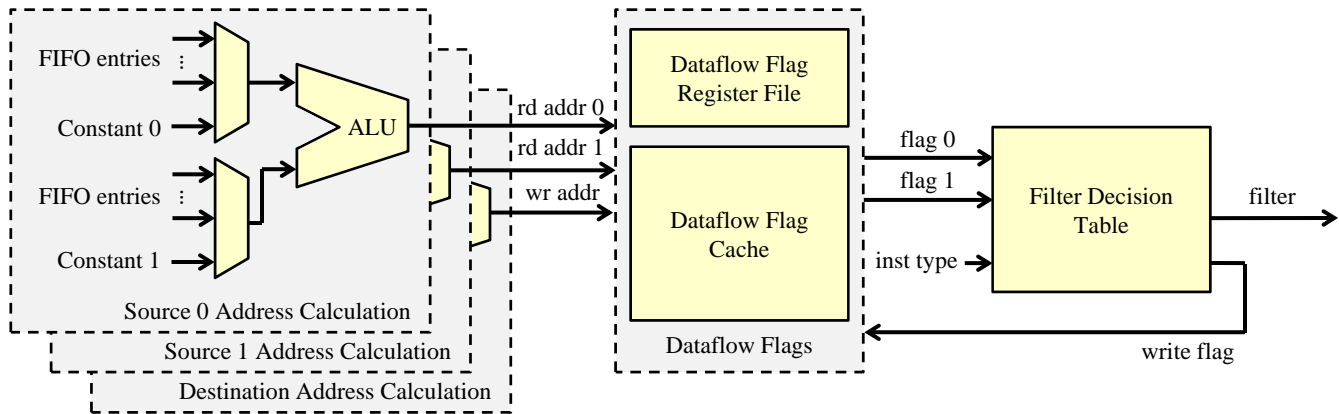 FIFO entries
...
Constant 0
FIFO entries
...
Constant 1
ALU
Source 0 Address Calculation
Source 1 Address Calculation
Destination Address Calculation
rd addr 0
rd addr 1
wr addr
Dataflow Flag
Register File
Dataflow Flag
Cache
Dataflow Flags
flag 0
flag 1
inst type
Filter Decision
Table
filter
write flag